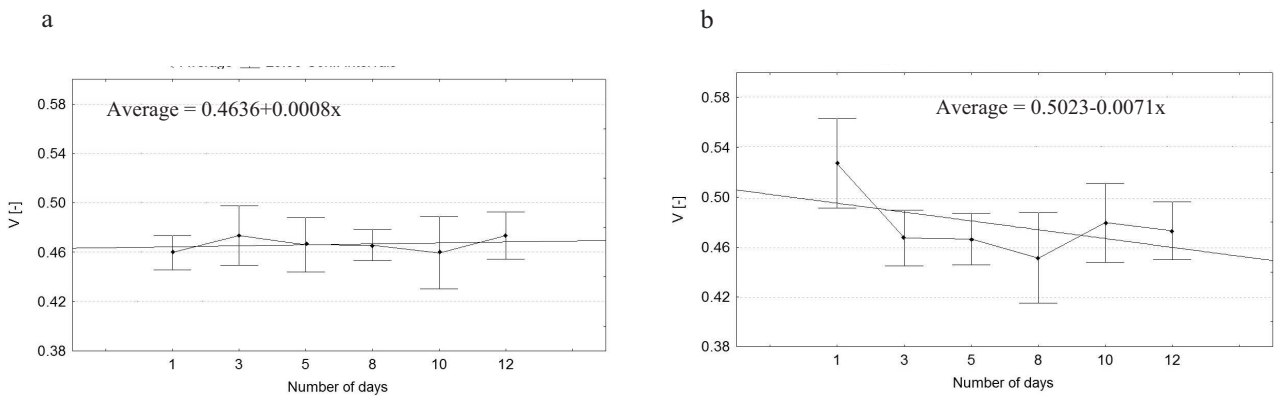 a
b
Average = 0.4636+0.0008x
Average = 0.5023-0.0071x
0.58
0.54
0.50
0.46
0.42
0.38
V [-]
1 3 5 8 10 12
Number of days
0.58
0.54
0.50
0.46
0.42
0.38
V [-]
1 3 5 8 10 12
Number of days